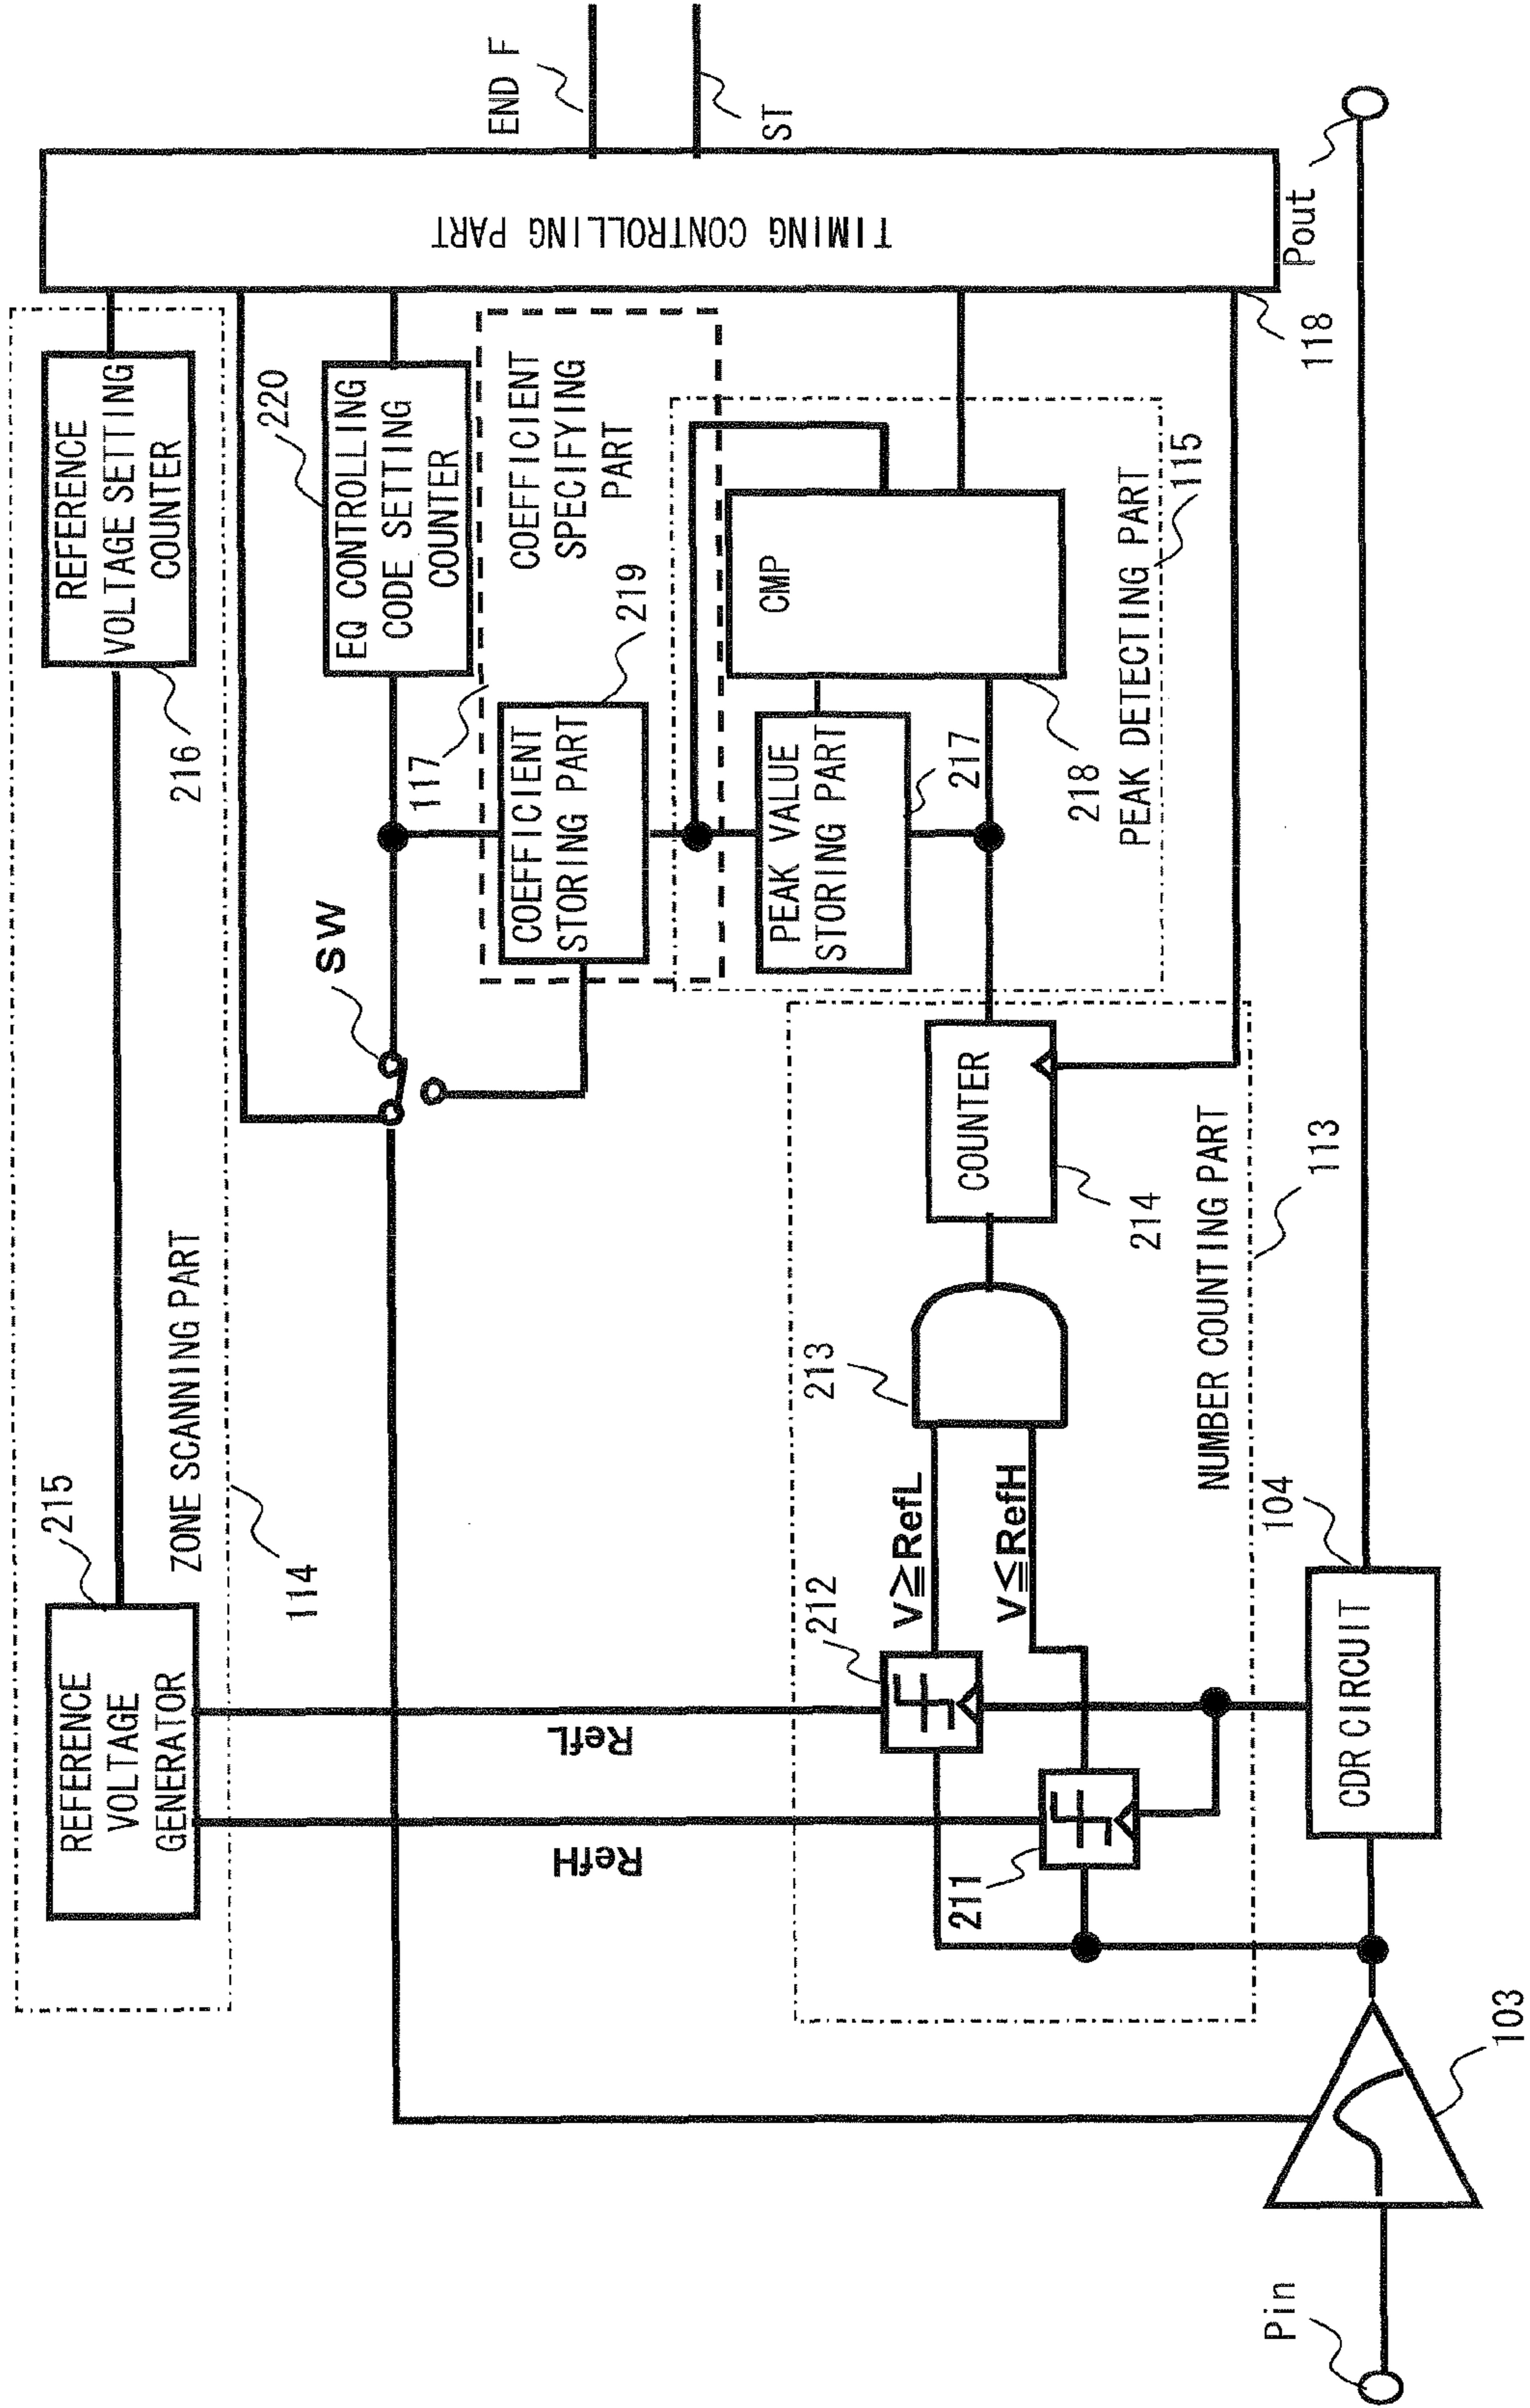 REFERENCE
VOLTAGE
GENERATOR
215
REFERENCE
VOLTAGE SETTING
COUNTER
216
ZONE SCANNING PART
114
SW
EQ CONTROLLING
CODE SETTING
COUNTER
220
117
COEFFICIENT
SPECIFYING
PART
COEFFICIENT
STORING PART
219
RefL
RefH
PEAK VALUE
STORING PART
217
CMP
218
PEAK DETECTING PART
115
212
V≧RefL
V≦RefH
211
213
COUNTER
214
NUMBER COUNTING PART
113
CDR CIRCUIT
104
Pin
103
Pout
118
TIMING CONTROLLING PART
END F
ST